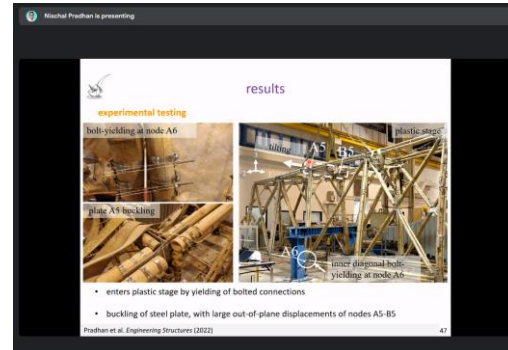 Nischal Pradhan is presenting
results
experimental testing
bolt-yielding at node A6
plate A5 buckling
plastic stage
tilting
A5
B5
A6
inner diagonal bolt-
yielding at node A6
• enters plastic stage by yielding of bolted connections
• buckling of steel plate, with large out-of-plane displacements of nodes A5-B5
Pradhan et al. Engineering Structures (2022)
47